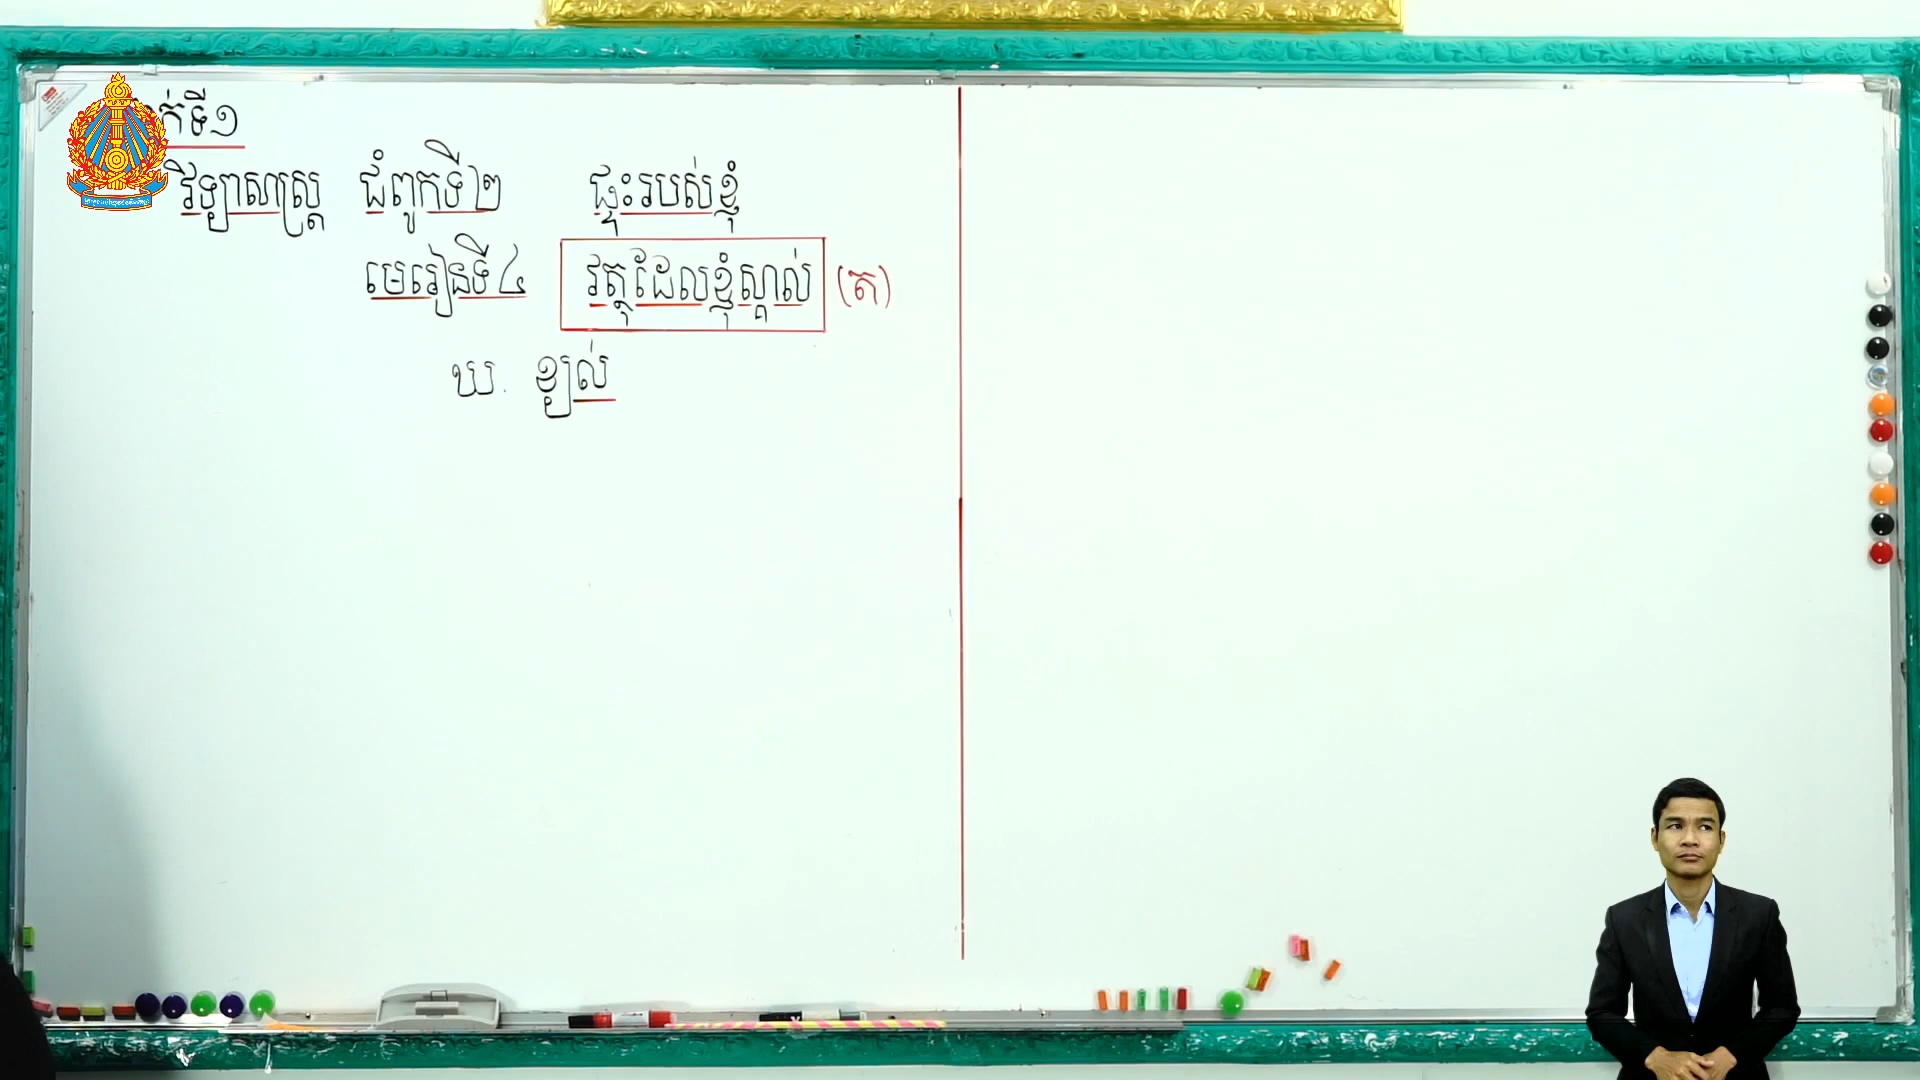 ក់ទី១
វិទ្យាសាស្ត្រ ជំពូកទី២ ផ្ទះរបស់ខ្ញុំ
មេរៀនទី៤ វត្ថុដែលខ្ញុំស្គាល់ (ត)
ឃ. ខ្យល់